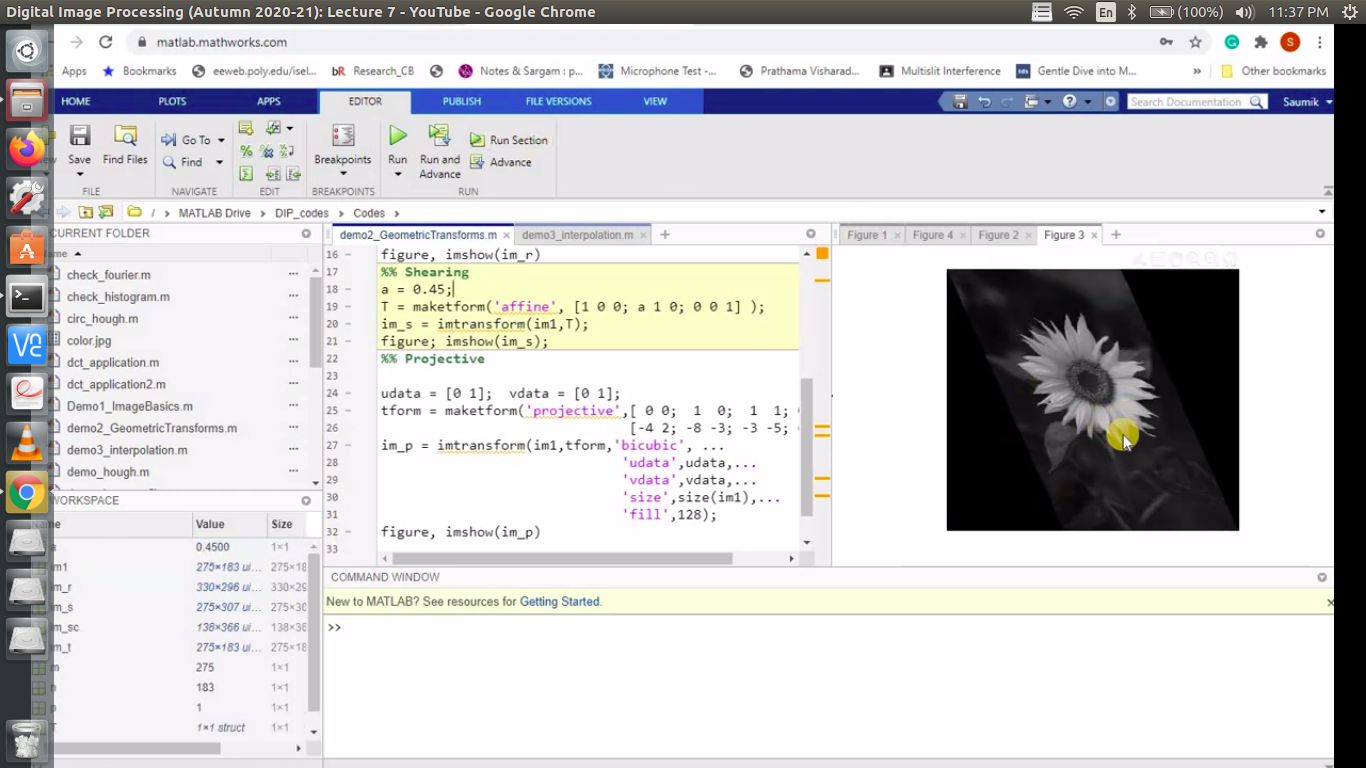 Digital Image Processing (Autumn 2020-21): Lecture 7 - YouTube - Google Chrome
En (100%) 11:37 PM
matlab.mathworks.com
Apps Bookmarks eeweb.poly.edu/isel... bR Research_CB Notes & Sargam : p... Microphone Test -... Prathama Visharad... Multislit Interference Gentle Dive into M... » Other bookmarks
HOME PLOTS APPS EDITOR PUBLISH FILE VERSIONS VIEW Search Documentation Saumik
Go To
Find
Save Find Files Breakpoints Run Run and Advance Run Section
Advance
FILE NAVIGATE EDIT BREAKPOINTS RUN
/ › MATLAB Drive › DIP_codes › Codes ›
CURRENT FOLDER
ame
check_fourier.m
check_histogram.m
circ_hough.m
color.jpg
dct_application.m
dct_application2.m
Demo1_ImageBasics.m
demo2_GeometricTransforms.m
demo3_interpolation.m
demo_hough.m
WORKSPACE
ame Value Size
a 0.4500 1×1
im1 275×183 ui... 275×18
im_r 330×296 ui... 330×29
im_s 275×307 ui... 275×30
im_sc 138×366 ui... 138×36
im_t 275×183 ui... 275×18
m 275 1×1
n 183 1×1
p 1 1×1
T 1×1 struct 1×1
demo2_GeometricTransforms.m × demo3_interpolation.m × +
16 – figure, imshow(im_r)
17 %% Shearing
18 – a = 0.45;
19 – T = maketform('affine', [1 0 0; a 1 0; 0 0 1] );
20 – im_s = imtransform(im1,T);
21 – figure; imshow(im_s);
22 %% Projective
23
24 – udata = [0 1]; vdata = [0 1];
25 – tform = maketform('projective',[ 0 0; 1 0; 1 1;
26 – [-4 2; -8 -3; -3 -5;
27 – im_p = imtransform(im1,tform,'bicubic', ...
28 – 'udata',udata,...
29 – 'vdata',vdata,...
30 – 'size',size(im1),...
31 – 'fill',128);
32 – figure, imshow(im_p)
33
Figure 1 × Figure 4 × Figure 2 × Figure 3 × +
COMMAND WINDOW
New to MATLAB? See resources for Getting Started. ×
>>